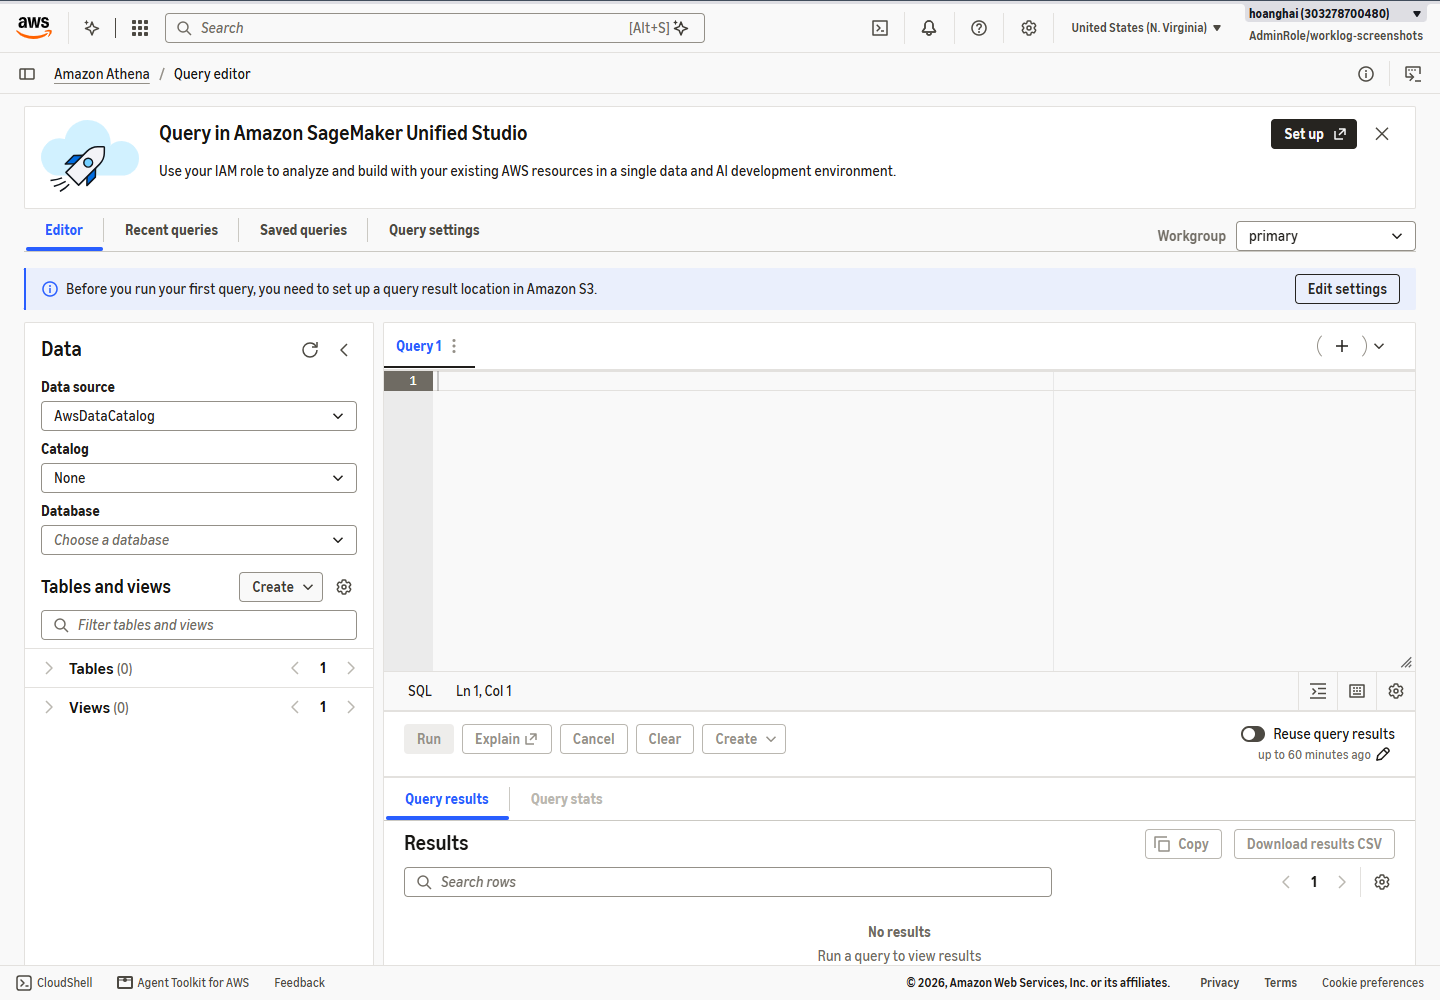 aws
Search
[Alt+S]
United States (N. Virginia)
hoanghai (303278700480)
AdminRole/worklog-screenshots
Amazon Athena / Query editor
Query in Amazon SageMaker Unified Studio
Set up
Use your IAM role to analyze and build with your existing AWS resources in a single data and AI development environment.
Editor
Recent queries
Saved queries
Query settings
Workgroup
primary
Before you run your first query, you need to set up a query result location in Amazon S3.
Edit settings
Data
Data source
AwsDataCatalog
Catalog
None
Database
Choose a database
Tables and views
Create
Filter tables and views
Tables (0)
1
Views (0)
1
Query 1
1
SQL
Ln 1, Col 1
Run
Explain
Cancel
Clear
Create
Reuse query results
up to 60 minutes ago
Query results
Query stats
Results
Copy
Download results CSV
Search rows
1
No results
Run a query to view results
CloudShell
Agent Toolkit for AWS
Feedback
© 2026, Amazon Web Services, Inc. or its affiliates.
Privacy
Terms
Cookie preferences